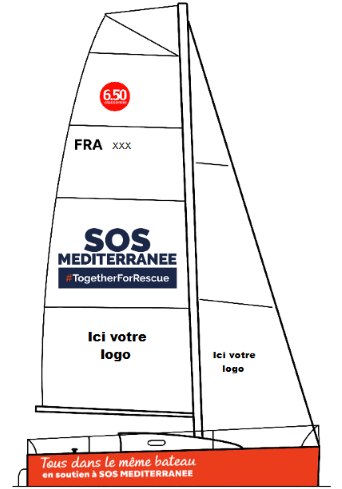 6.50
FRA xxx
SOS
MEDITERRANEE
#TogetherForRescue
Ici votre
logo
Ici votre
logo
Tous dans le même bateau
en soutien à SOS MEDITERRANEE